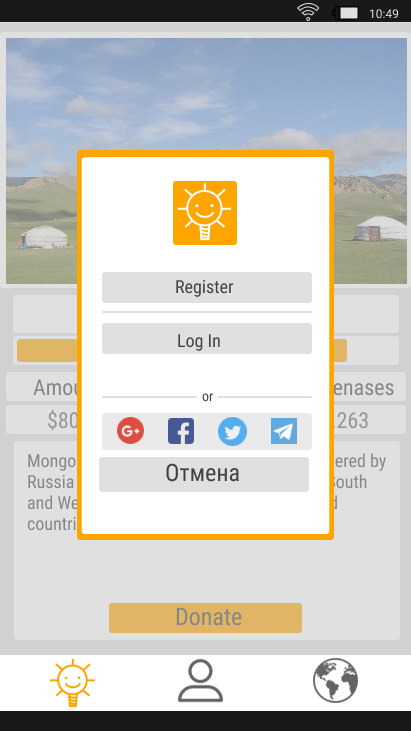 10:49
Register
Log In
or
G+
Отмена
Amou
enases
$80
.263
Mongo
ered by
Russia
South
and We
d
countri
Donate